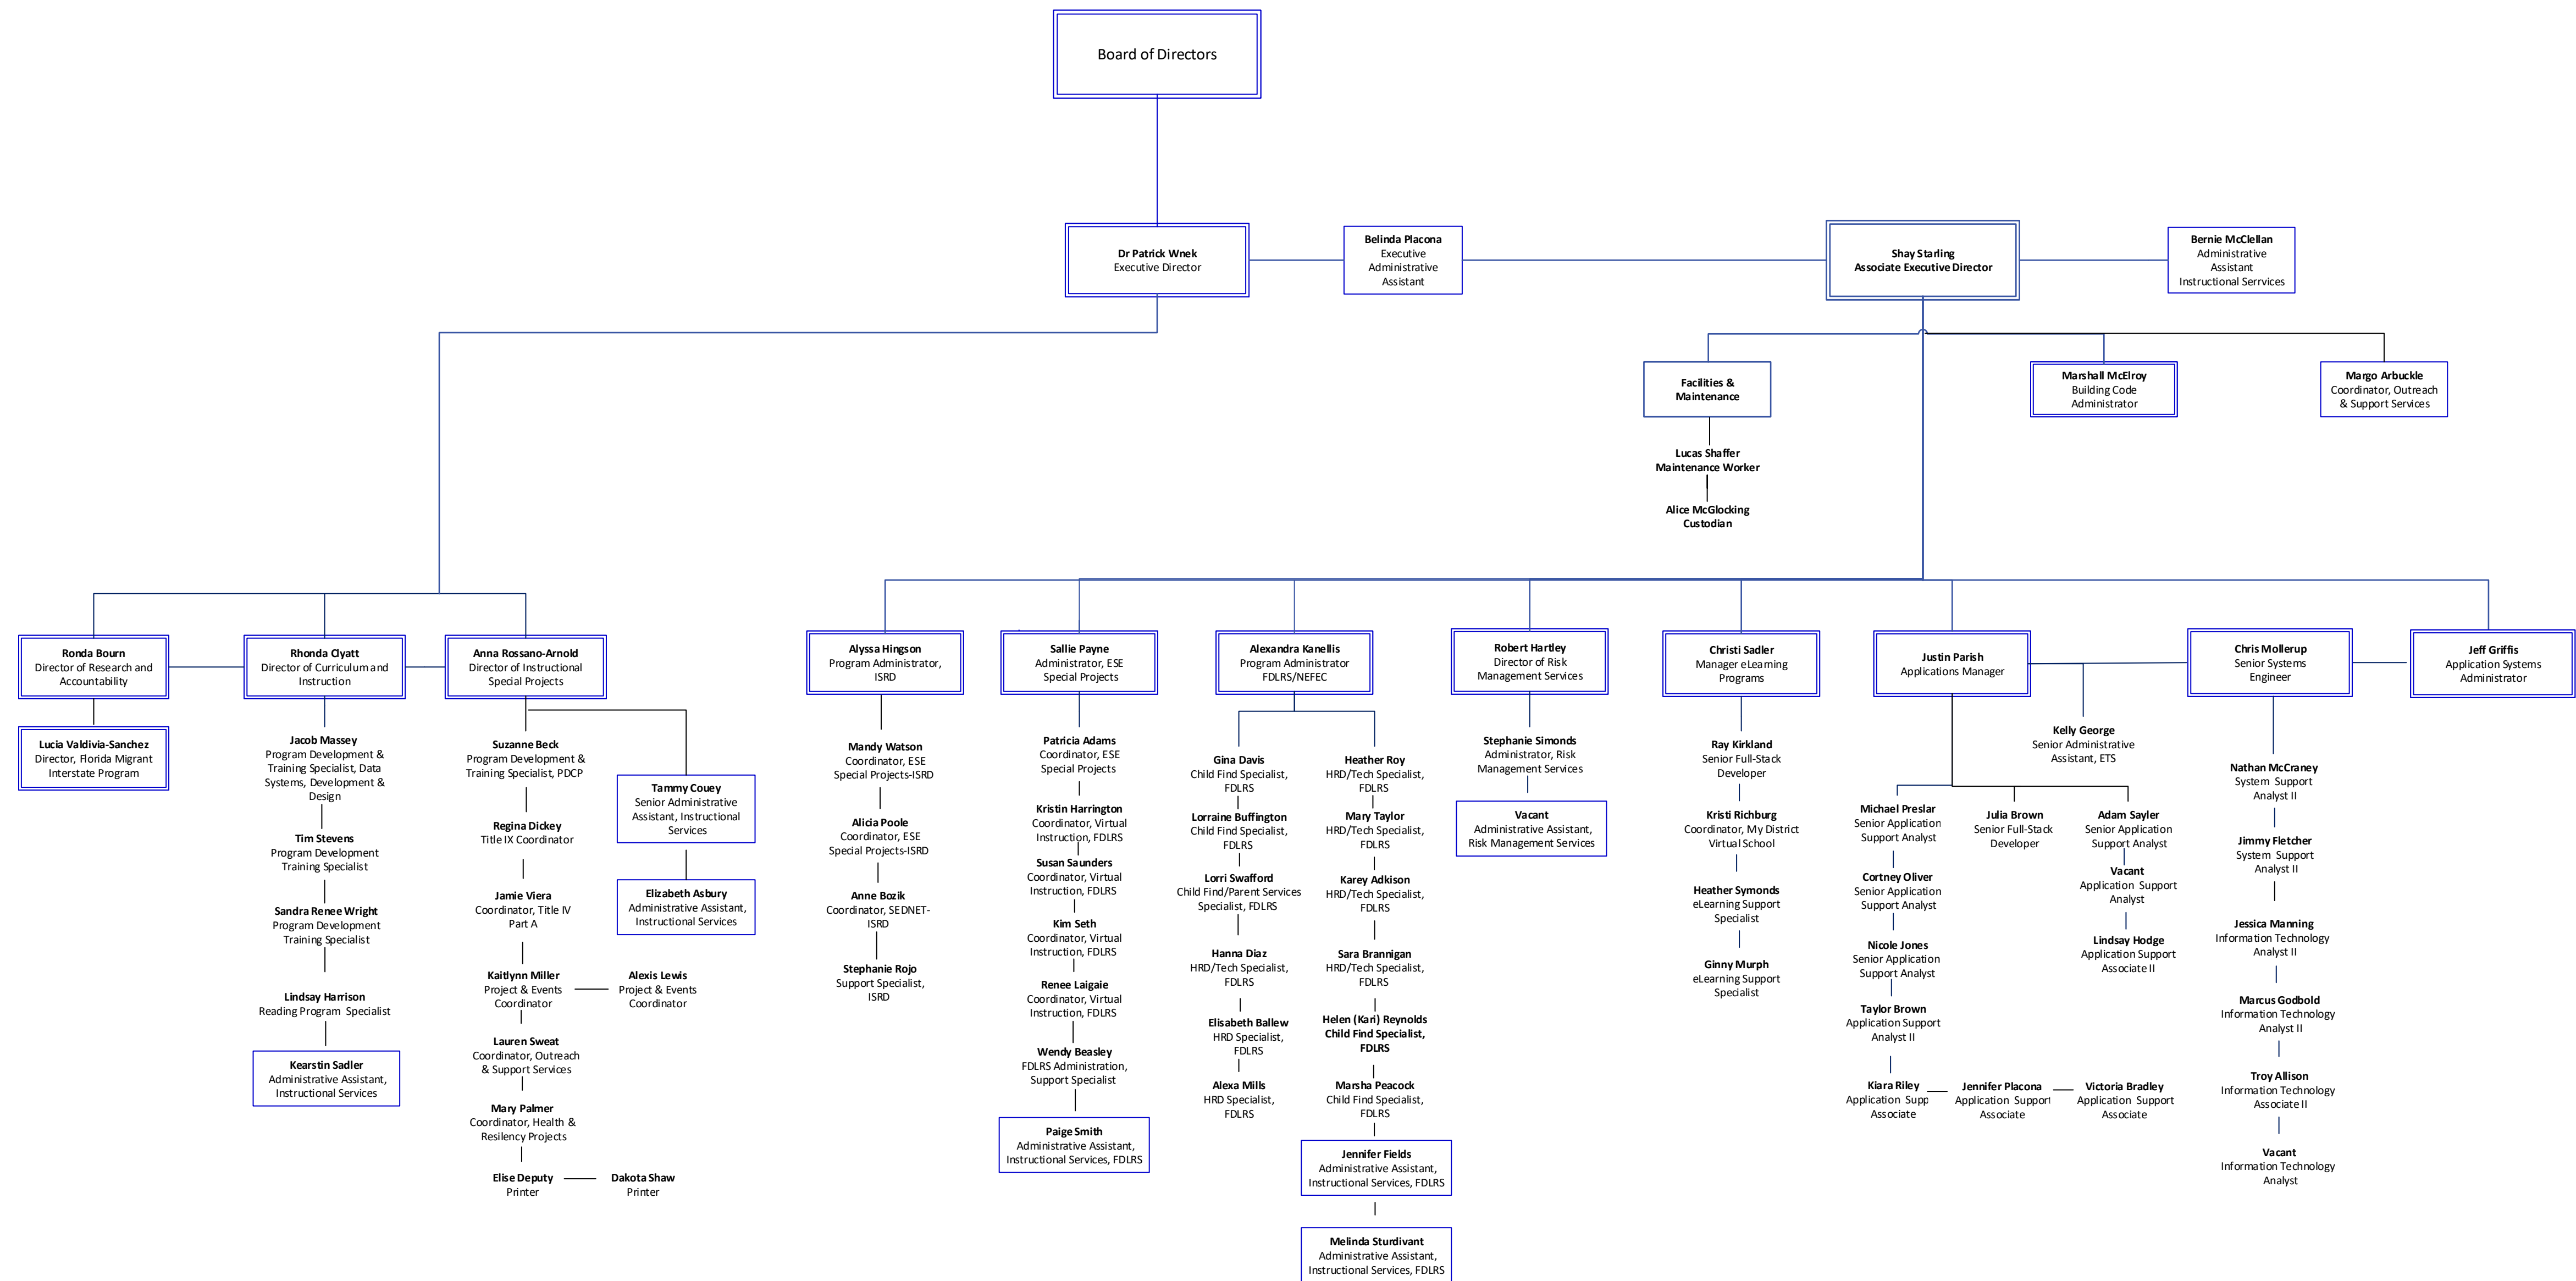 Board of Directors
Dr Patrick Wnek
Executive Director
Belinda Placona
Executive
Administrative
Assistant
Shay Starling
Associate Executive Director
Bernie McClellan
Administrative
Assistant
Instructional Serrvices
Facilities &
Maintenance
Lucas Shaffer
Maintenance Worker
Alice McGlocking
Custodian
Marshall McElroy
Building Code
Administrator
Margo Arbuckle
Coordinator, Outreach
& Support Services
Ronda Bourn
Director of Research and
Accountability
Lucia Valdivia-Sanchez
Director, Florida Migrant
Interstate Program
Rhonda Clyatt
Director of Curriculum and
Instruction
Jacob Massey
Program Development &
Training Specialist, Data
Systems, Development &
Design
Tim Stevens
Program Development
Training Specialist
Sandra Renee Wright
Program Development
Training Specialist
Lindsay Harrison
Reading Program Specialist
Kearstin Sadler
Administrative Assistant,
Instructional Services
Anna Rossano-Arnold
Director of Instructional
Special Projects
Suzanne Beck
Program Development &
Training Specialist, PDCP
Regina Dickey
Title IX Coordinator
Jamie Viera
Coordinator, Title IV
Part A
Kaitlynn Miller
Project & Events
Coordinator
Alexis Lewis
Project & Events
Coordinator
Lauren Sweat
Coordinator, Outreach
& Support Services
Mary Palmer
Coordinator, Health &
Resilency Projects
Elise Deputy
Printer
Dakota Shaw
Printer
Tammy Couey
Senior Administrative
Assistant, Instructional
Services
Elizabeth Asbury
Administrative Assistant,
Instructional Services
Alyssa Hingson
Program Administrator,
ISRD
Mandy Watson
Coordinator, ESE
Special Projects-ISRD
Alicia Poole
Coordinator, ESE
Special Projects-ISRD
Anne Bozik
Coordinator, SEDNET-
ISRD
Stephanie Rojo
Support Specialist,
ISRD
Sallie Payne
Administrator, ESE
Special Projects
Patricia Adams
Coordinator, ESE
Special Projects
Kristin Harrington
Coordinator, Virtual
Instruction, FDLRS
Susan Saunders
Coordinator, Virtual
Instruction, FDLRS
Kim Seth
Coordinator, Virtual
Instruction, FDLRS
Renee Laigaie
Coordinator, Virtual
Instruction, FDLRS
Wendy Beasley
FDLRS Administration,
Support Specialist
Paige Smith
Administrative Assistant,
Instructional Services, FDLRS
Alexandra Kanellis
Program Administrator
FDLRS/NEFEC
Gina Davis
Child Find Specialist,
FDLRS
Lorraine Buffington
Child Find Specialist,
FDLRS
Lorri Swafford
Child Find/Parent Services
Specialist, FDLRS
Hanna Diaz
HRD/Tech Specialist,
FDLRS
Elisabeth Ballew
HRD Specialist,
FDLRS
Alexa Mills
HRD Specialist,
FDLRS
Heather Roy
HRD/Tech Specialist,
FDLRS
Mary Taylor
HRD/Tech Specialist,
FDLRS
Karey Adkison
HRD/Tech Specialist,
FDLRS
Sara Brannigan
HRD/Tech Specialist,
FDLRS
Helen (Kari) Reynolds
Child Find Specialist,
FDLRS
Marsha Peacock
Child Find Specialist,
FDLRS
Jennifer Fields
Administrative Assistant,
Instructional Services, FDLRS
Melinda Sturdivant
Administrative Assistant,
Instructional Services, FDLRS
Robert Hartley
Director of Risk
Management Services
Stephanie Simonds
Administrator, Risk
Management Services
Vacant
Administrative Assistant,
Risk Management Services
Christi Sadler
Manager eLearning
Programs
Ray Kirkland
Senior Full-Stack
Developer
Kristi Richburg
Coordinator, My District
Virtual School
Heather Symonds
eLearning Support
Specialist
Ginny Murph
eLearning Support
Specialist
Justin Parish
Applications Manager
Kelly George
Senior Administrative
Assistant, ETS
Michael Preslar
Senior Application
Support Analyst
Cortney Oliver
Senior Application
Support Analyst
Nicole Jones
Senior Application
Support Analyst
Taylor Brown
Application Support
Analyst II
Kiara Riley
Application Supp
Associate
Jennifer Placona
Application Support
Associate
Victoria Bradley
Application Support
Associate
Julia Brown
Senior Full-Stack
Developer
Adam Sayler
Senior Application
Support Analyst
Vacant
Application Support
Analyst
Lindsay Hodge
Application Support
Associate II
Chris Mollerup
Senior Systems
Engineer
Nathan McCraney
System Support
Analyst II
Jimmy Fletcher
System Support
Analyst II
Jessica Manning
Information Technology
Analyst II
Marcus Godbold
Information Technology
Analyst II
Troy Allison
Information Technology
Associate II
Vacant
Information Technology
Analyst
Jeff Griffis
Application Systems
Administrator